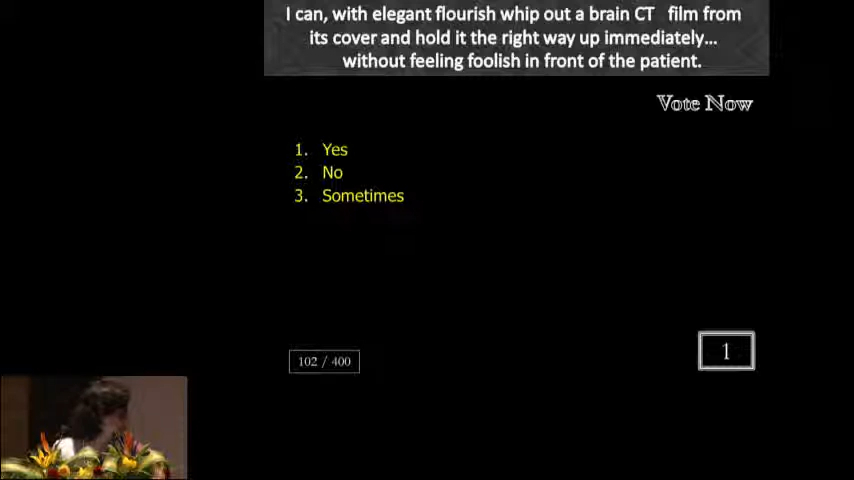 I can, with elegant flourish whip out a brain CT film from
its cover and hold it the right way up immediately...
without feeling foolish in front of the patient.
Vote Now
1. Yes
2. No
3. Sometimes
102 / 400
1